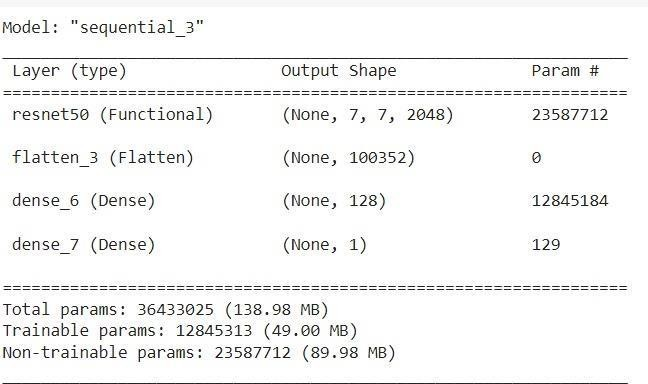 Model: "sequential_3"
Layer (type) Output Shape Param #
resnet50 (Functional) (None, 7, 7, 2048) 23587712
flatten_3 (Flatten) (None, 100352) 0
dense_6 (Dense) (None, 128) 12845184
dense_7 (Dense) (None, 1) 129
Total params: 36433025 (138.98 MB)
Trainable params: 12845313 (49.00 MB)
Non-trainable params: 23587712 (89.98 MB)